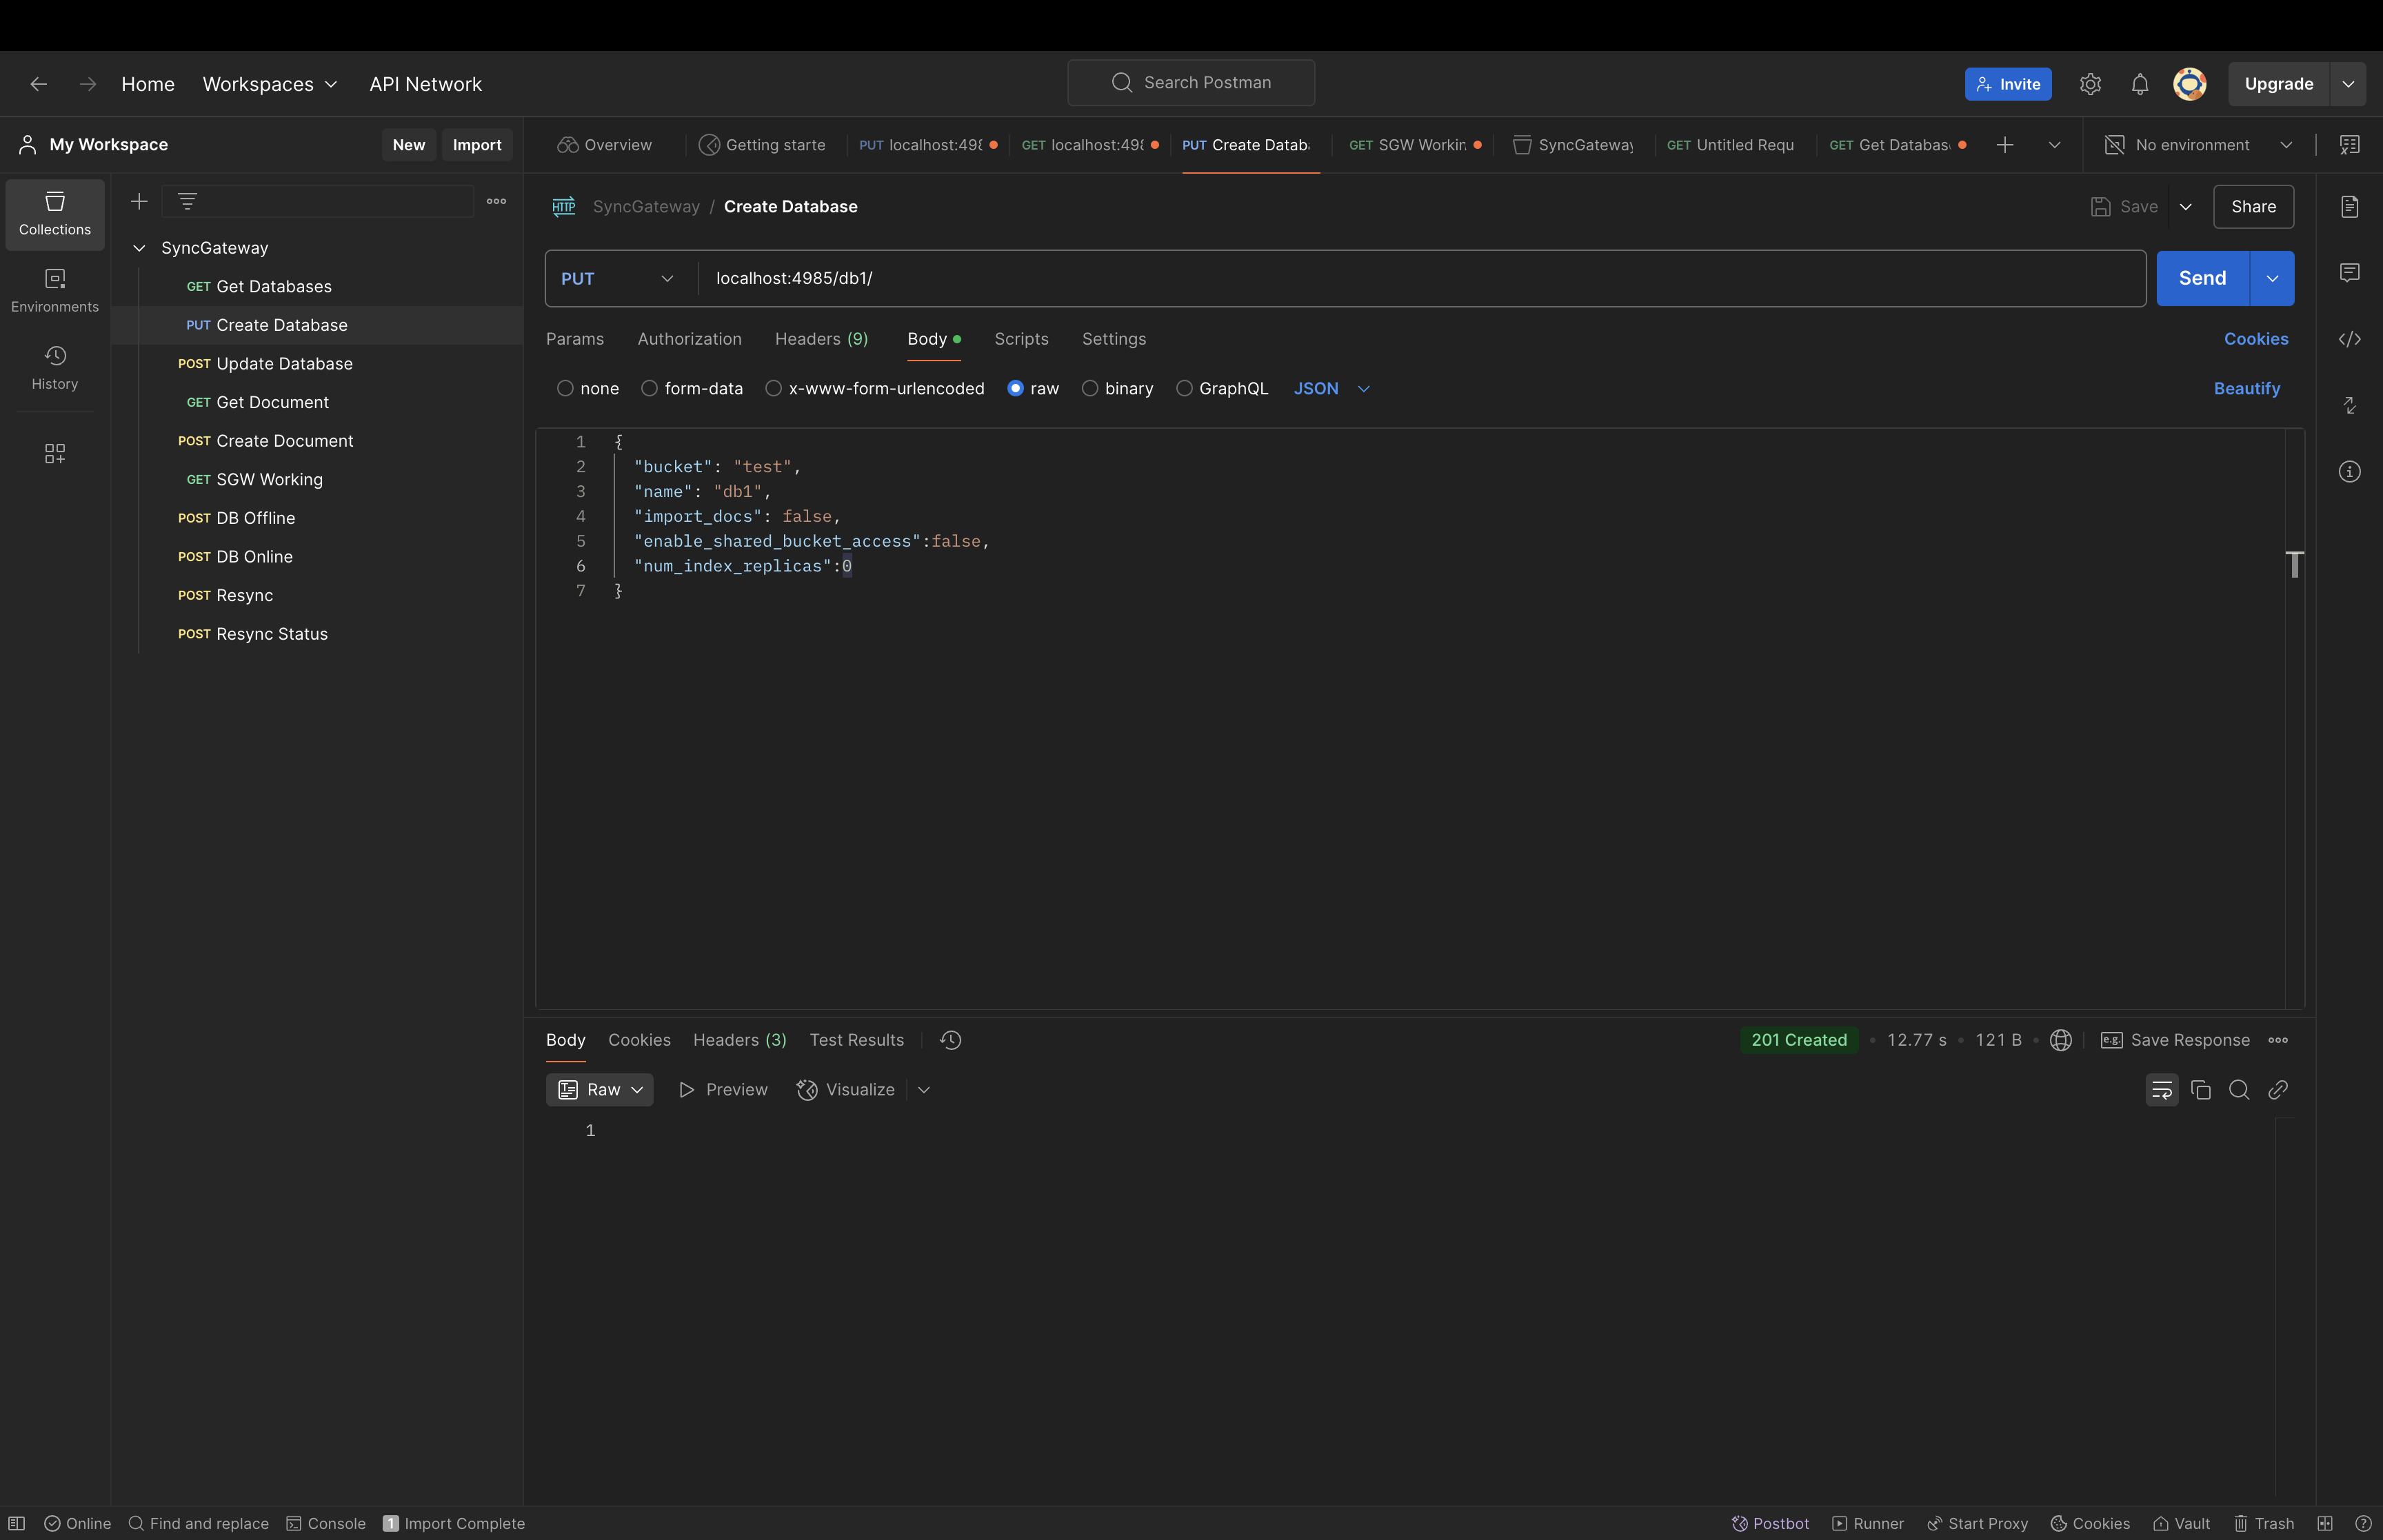 Home Workspaces API Network Search Postman Invite Upgrade
My Workspace New Import
Overview Getting starte PUT localhost:498 GET localhost:498 PUT Create Datab GET SGW Workin SyncGateway GET Untitled Requ GET Get Databas No environment
Collections
Environments
History
SyncGateway
GET Get Databases
PUT Create Database
POST Update Database
GET Get Document
POST Create Document
GET SGW Working
POST DB Offline
POST DB Online
POST Resync
POST Resync Status
HTTP SyncGateway / Create Database Save Share
PUT localhost:4985/db1/ Send
Params Authorization Headers (9) Body Scripts Settings Cookies
none form-data x-www-form-urlencoded raw binary GraphQL JSON Beautify
1 {
2 "bucket": "test",
3 "name": "db1",
4 "import_docs": false,
5 "enable_shared_bucket_access":false,
6 "num_index_replicas":0
7 }
Body Cookies Headers (3) Test Results 201 Created 12.77 s 121 B e.g. Save Response
Raw Preview Visualize
1
Online Find and replace Console 1 Import Complete Postbot Runner Start Proxy Cookies Vault Trash